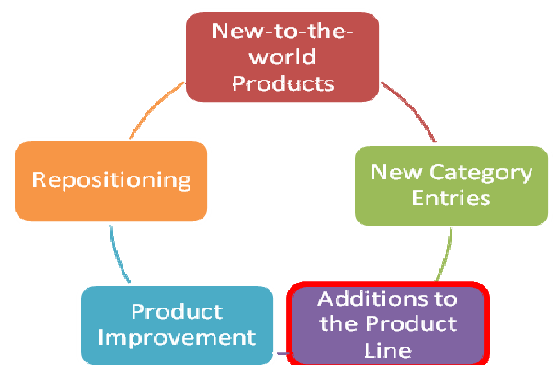 New-to-the-
world
Products
New Category
Entries
Additions to
the Product
Line
Product
Improvement
Repositioning